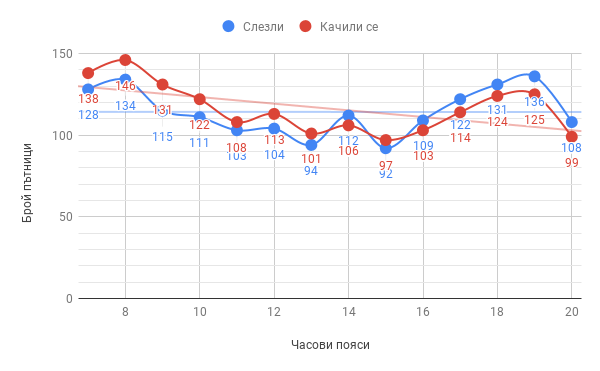 Слезли Качили се
150
100
50
0
Брой пътници
138 146 131 122 108 113 101 106 97 103 114 124 125 99
128 134 115 111 103 104 94 112 92 109 122 131 136 108
8 10 12 14 16 18 20
Часови пояси